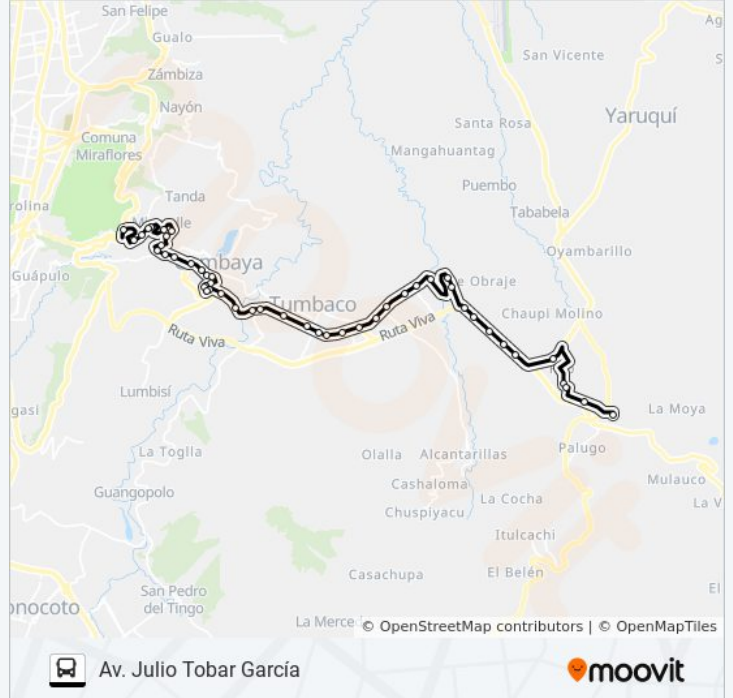 San Felipe
Gualo
Ag
San Vicente
S
Zámbiza
Nayón
Yaruquí
Santa Rosa
Comuna
Miraflores
Mangahuantag
Puembo
Tanda
rolina
Tababela
M
lle
Oyambarillo
mbaya
Guápulo
e Obraje
Tumbaco
Chaupi Molino
Ruta Viva
Ruta Viva
Lumbisí
gasi
La Moya
La Toglla
Olalla
Alcantarillas
Palugo
Cashaloma
Mulauco
Guangopolo
La Cocha
La V
Chuspiyacu
Itulcachi
Casachupa
El Belén
El
San Pedro
del Tingo
onocoto
La Merce
© OpenStreetMap contributors | © OpenMapTiles
Av. Julio Tobar García
moovit